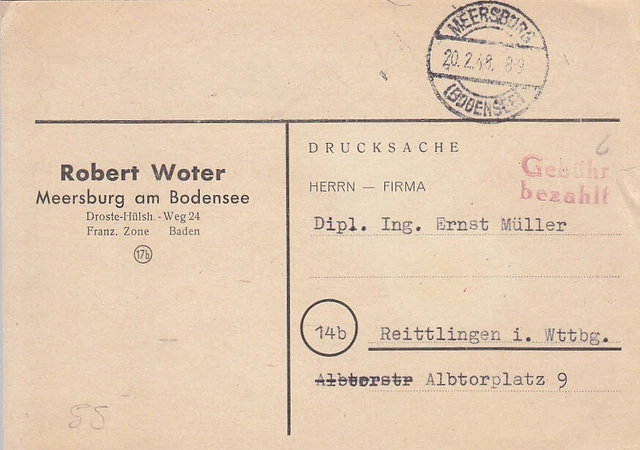 MEERSBURG
20.2.48. 8-9
(BODENSEE)
Robert Woter
Meersburg am Bodensee
Droste-Hülsh.-Weg 24
Franz. Zone Baden
17b
DRUCKSACHE
6
Gebühr
bezahlt
HERRN — FIRMA
Dipl. Ing. Ernst Müller
14b Reittlingen i. Wttbg.
Albtorstr Albtorplatz 9
55